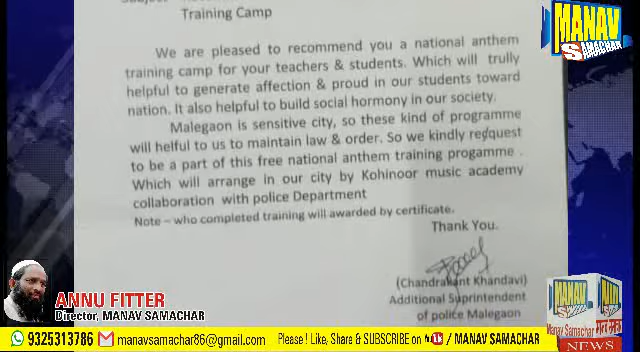 Training Camp
MANAV
SAMACHAR
We are pleased to recommend you a national anthem
training camp for your teachers & students. Which will trully
helpful to generate affection & proud in our students toward
nation. It also helpful to build social hormony in our society.
Malegaon is sensitive city, so these kind of programme
will helful to us to maintain law & order. So we kindly request
to be a part of this free national anthem training progamme .
Which will arrange in our city by Kohinoor music academy
collaboration with police Department
Note – who completed training will awarded by certificate.
Thank You.
(Chandrakant Khandavi)
Additional Suprintendent
of police Malegaon
ANNU FITTER
Director, MANAV SAMACHAR
MANAV
Manav Samachar
NEWS
9325313786 manavsamachar86@gmail.com Please ! Like, Share & SUBSCRIBE on / MANAV SAMACHAR